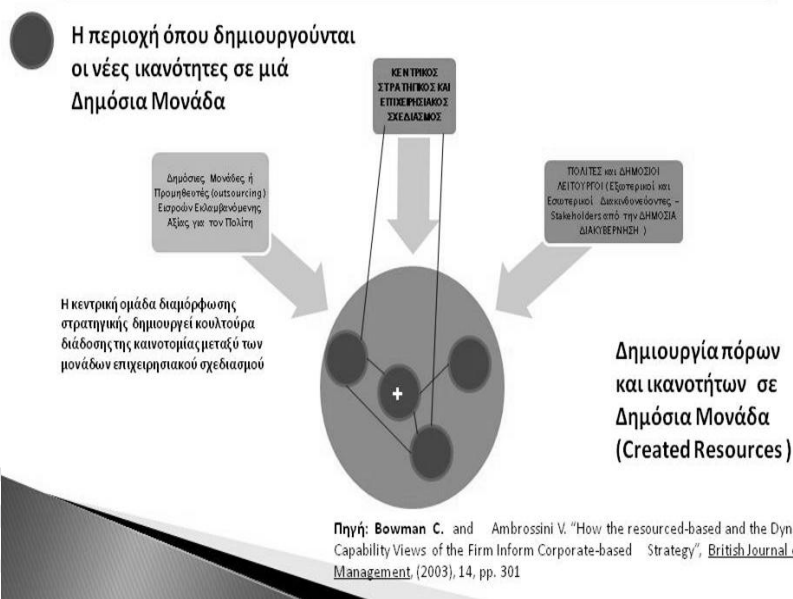 Η περιοχή όπου δημιουργούνται
οι νέες ικανότητες σε μιά
Δημόσια Μονάδα
ΚΕΝΤΡΙΚΟΣ
ΣΤΡΑΤΗΓΙΚΟΣ ΚΑΙ
ΕΠΙΧΕΙΡΗΣΙΑΚΟΣ
ΣΧΕΔΙΑΣΜΟΣ
Δημόσιες Μονάδες ή
Προμηθευτές (outsourcing)
Εισροών Εκλαμβανόμενης
Αξίας για τον Πολίτη
ΠΟΛΙΤΕΣ και ΔΗΜΟΣΙΟΙ
ΛΕΙΤΟΥΡΓΟΙ (Εξωτερικοί και
Εσωτερικοί Διακινδυνεύοντες –
Stakeholders από την ΔΗΜΟΣΙΑ
ΔΙΑΚΥΒΕΡΝΗΣΗ )
Η κεντρική ομάδα διαμόρφωσης
στρατηγικής δημιουργεί κουλτούρα
διάδοσης της καινοτομίας μεταξύ των
μονάδων επιχειρησιακού σχεδιασμού
+
Δημιουργία πόρων
και ικανοτήτων σε
Δημόσια Μονάδα
(Created Resources )
Πηγή: Bowman C. and Ambrossini V. "How the resourced-based and the Dyn
Capability Views of the Firm Inform Corporate-based Strategy", British Journal
Management, (2003), 14, pp. 301